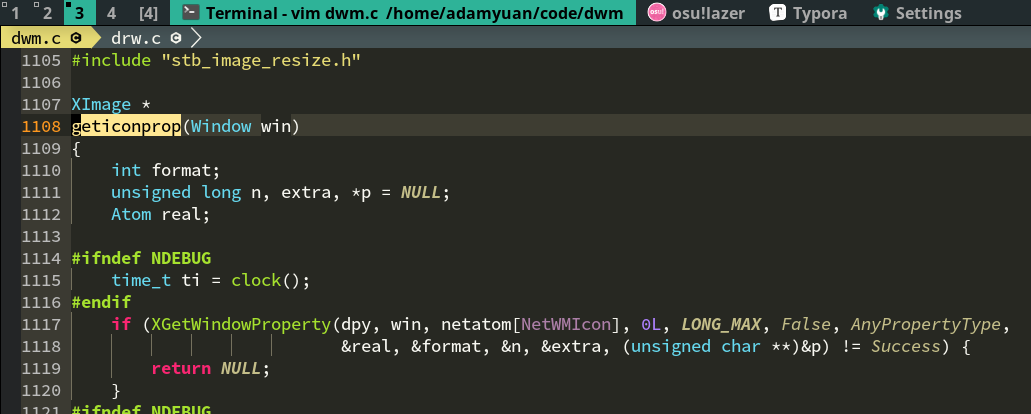 1 2 3 4 [4] Terminal - vim dwm.c /home/adamyuan/code/dwm osu! osu!lazer T Typora Settings
dwm.c drw.c
1105 #include "stb_image_resize.h"
1106
1107 XImage *
1108 geticonprop(Window win)
1109 {
1110 int format;
1111 unsigned long n, extra, *p = NULL;
1112 Atom real;
1113
1114 #ifndef NDEBUG
1115 time_t ti = clock();
1116 #endif
1117 if (XGetWindowProperty(dpy, win, netatom[NetWMIcon], 0L, LONG_MAX, False, AnyPropertyType,
1118 &real, &format, &n, &extra, (unsigned char **)&p) != Success) {
1119 return NULL;
1120 }
1121 #ifndef NDEBUG